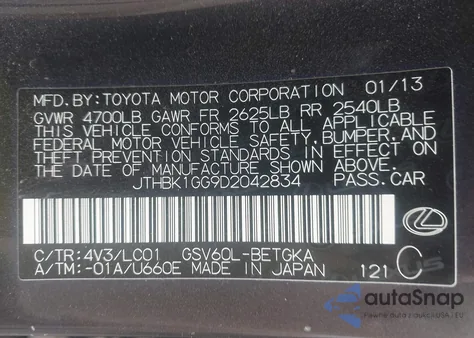 MFD.BY:TOYOTA MOTOR CORPORATION 01/13
GVWR 4700LB GAWR FR 2625LB RR 2540LB
THIS VEHICLE CONFORMS TO ALL APPLICABLE
FEDERAL MOTOR VEHICLE SAFETY,BUMPER,AND
THEFT PREVENTION STANDARDS IN EFFECT ON
THE DATE OF MANUFACTURE SHOWN ABOVE.
JTHBK1GG9D2042834 PASS.CAR
C/TR:4V3/LC01 GSV60L-BETGKA
A/TM:-01A/U660E MADE IN JAPAN 121 C US
autoSnap